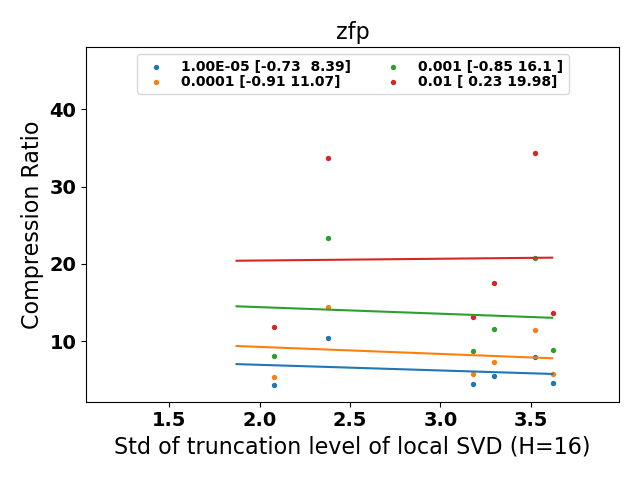 zfp
1.00E-05 [-0.73  8.39]
0.0001 [-0.91 11.07]
0.001 [-0.85 16.1 ]
0.01 [ 0.23 19.98]
Compression Ratio
40
30
20
10
1.5 2.0 2.5 3.0 3.5
Std of truncation level of local SVD (H=16)